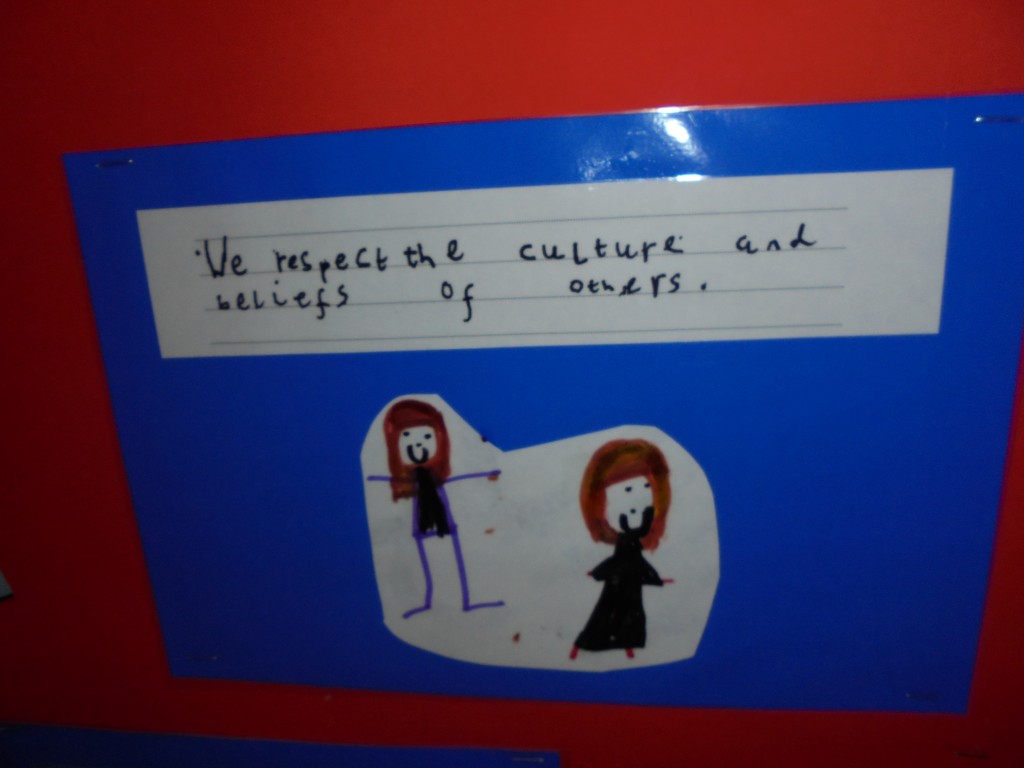 We respect the culture and
beliefs of others.